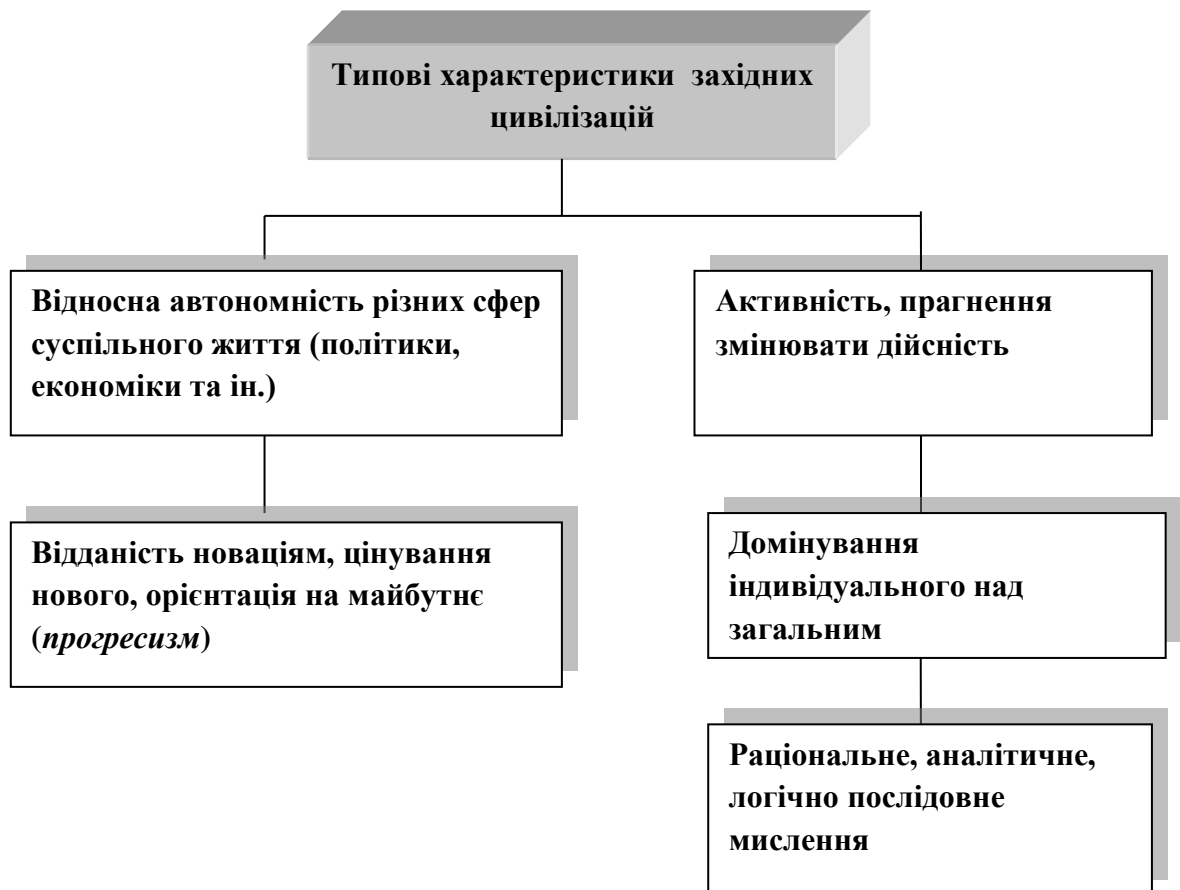 Типові характеристики західних
цивілізацій
Відносна автономність різних сфер
суспільного життя (політики,
економіки та ін.)
Активність, прагнення
змінювати дійсність
Відданість новаціям, цінування
нового, орієнтація на майбутнє
(прогресизм)
Домінування
індивідуального над
загальним
Раціональне, аналітичне,
логічно послідовне
мислення